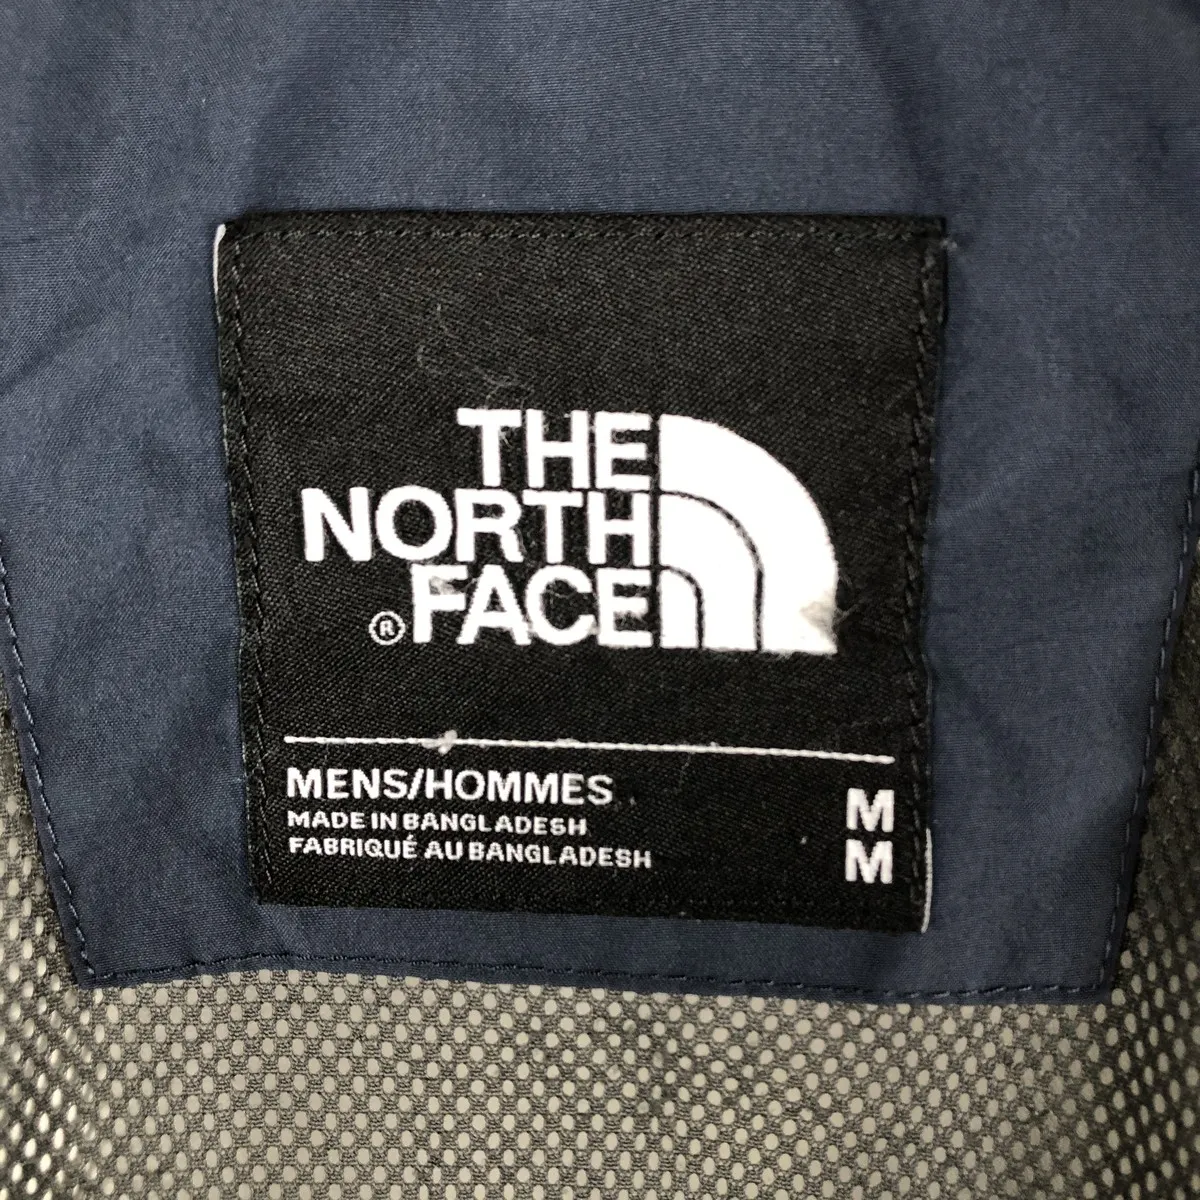 THE
NORTH
® FACE
MENS/HOMMES
MADE IN BANGLADESH
FABRIQUÉ AU BANGLADESH
M
M